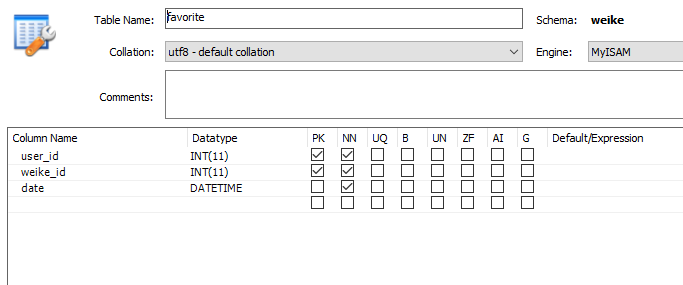 Table Name: favorite Schema: weike
Collation: utf8 - default collation Engine: MyISAM
Comments:
Column Name Datatype PK NN UQ B UN ZF AI G Default/Expression
user_id INT(11)
weike_id INT(11)
date DATETIME